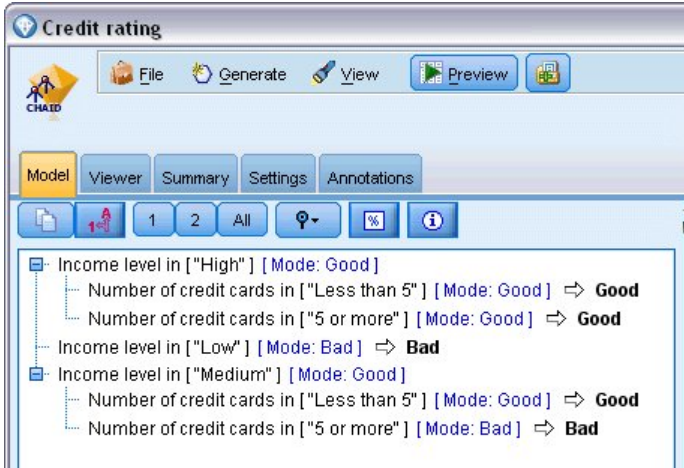 Credit rating
File Generate View Preview
CHAID
Model Viewer Summary Settings Annotations
1 2 All %
Income level in ["High"] [Mode: Good]
Number of credit cards in ["Less than 5"] [Mode: Good] ⇨ Good
Number of credit cards in ["5 or more"] [Mode: Good] ⇨ Good
Income level in ["Low"] [Mode: Bad] ⇨ Bad
Income level in ["Medium"] [Mode: Good]
Number of credit cards in ["Less than 5"] [Mode: Good] ⇨ Good
Number of credit cards in ["5 or more"] [Mode: Bad] ⇨ Bad